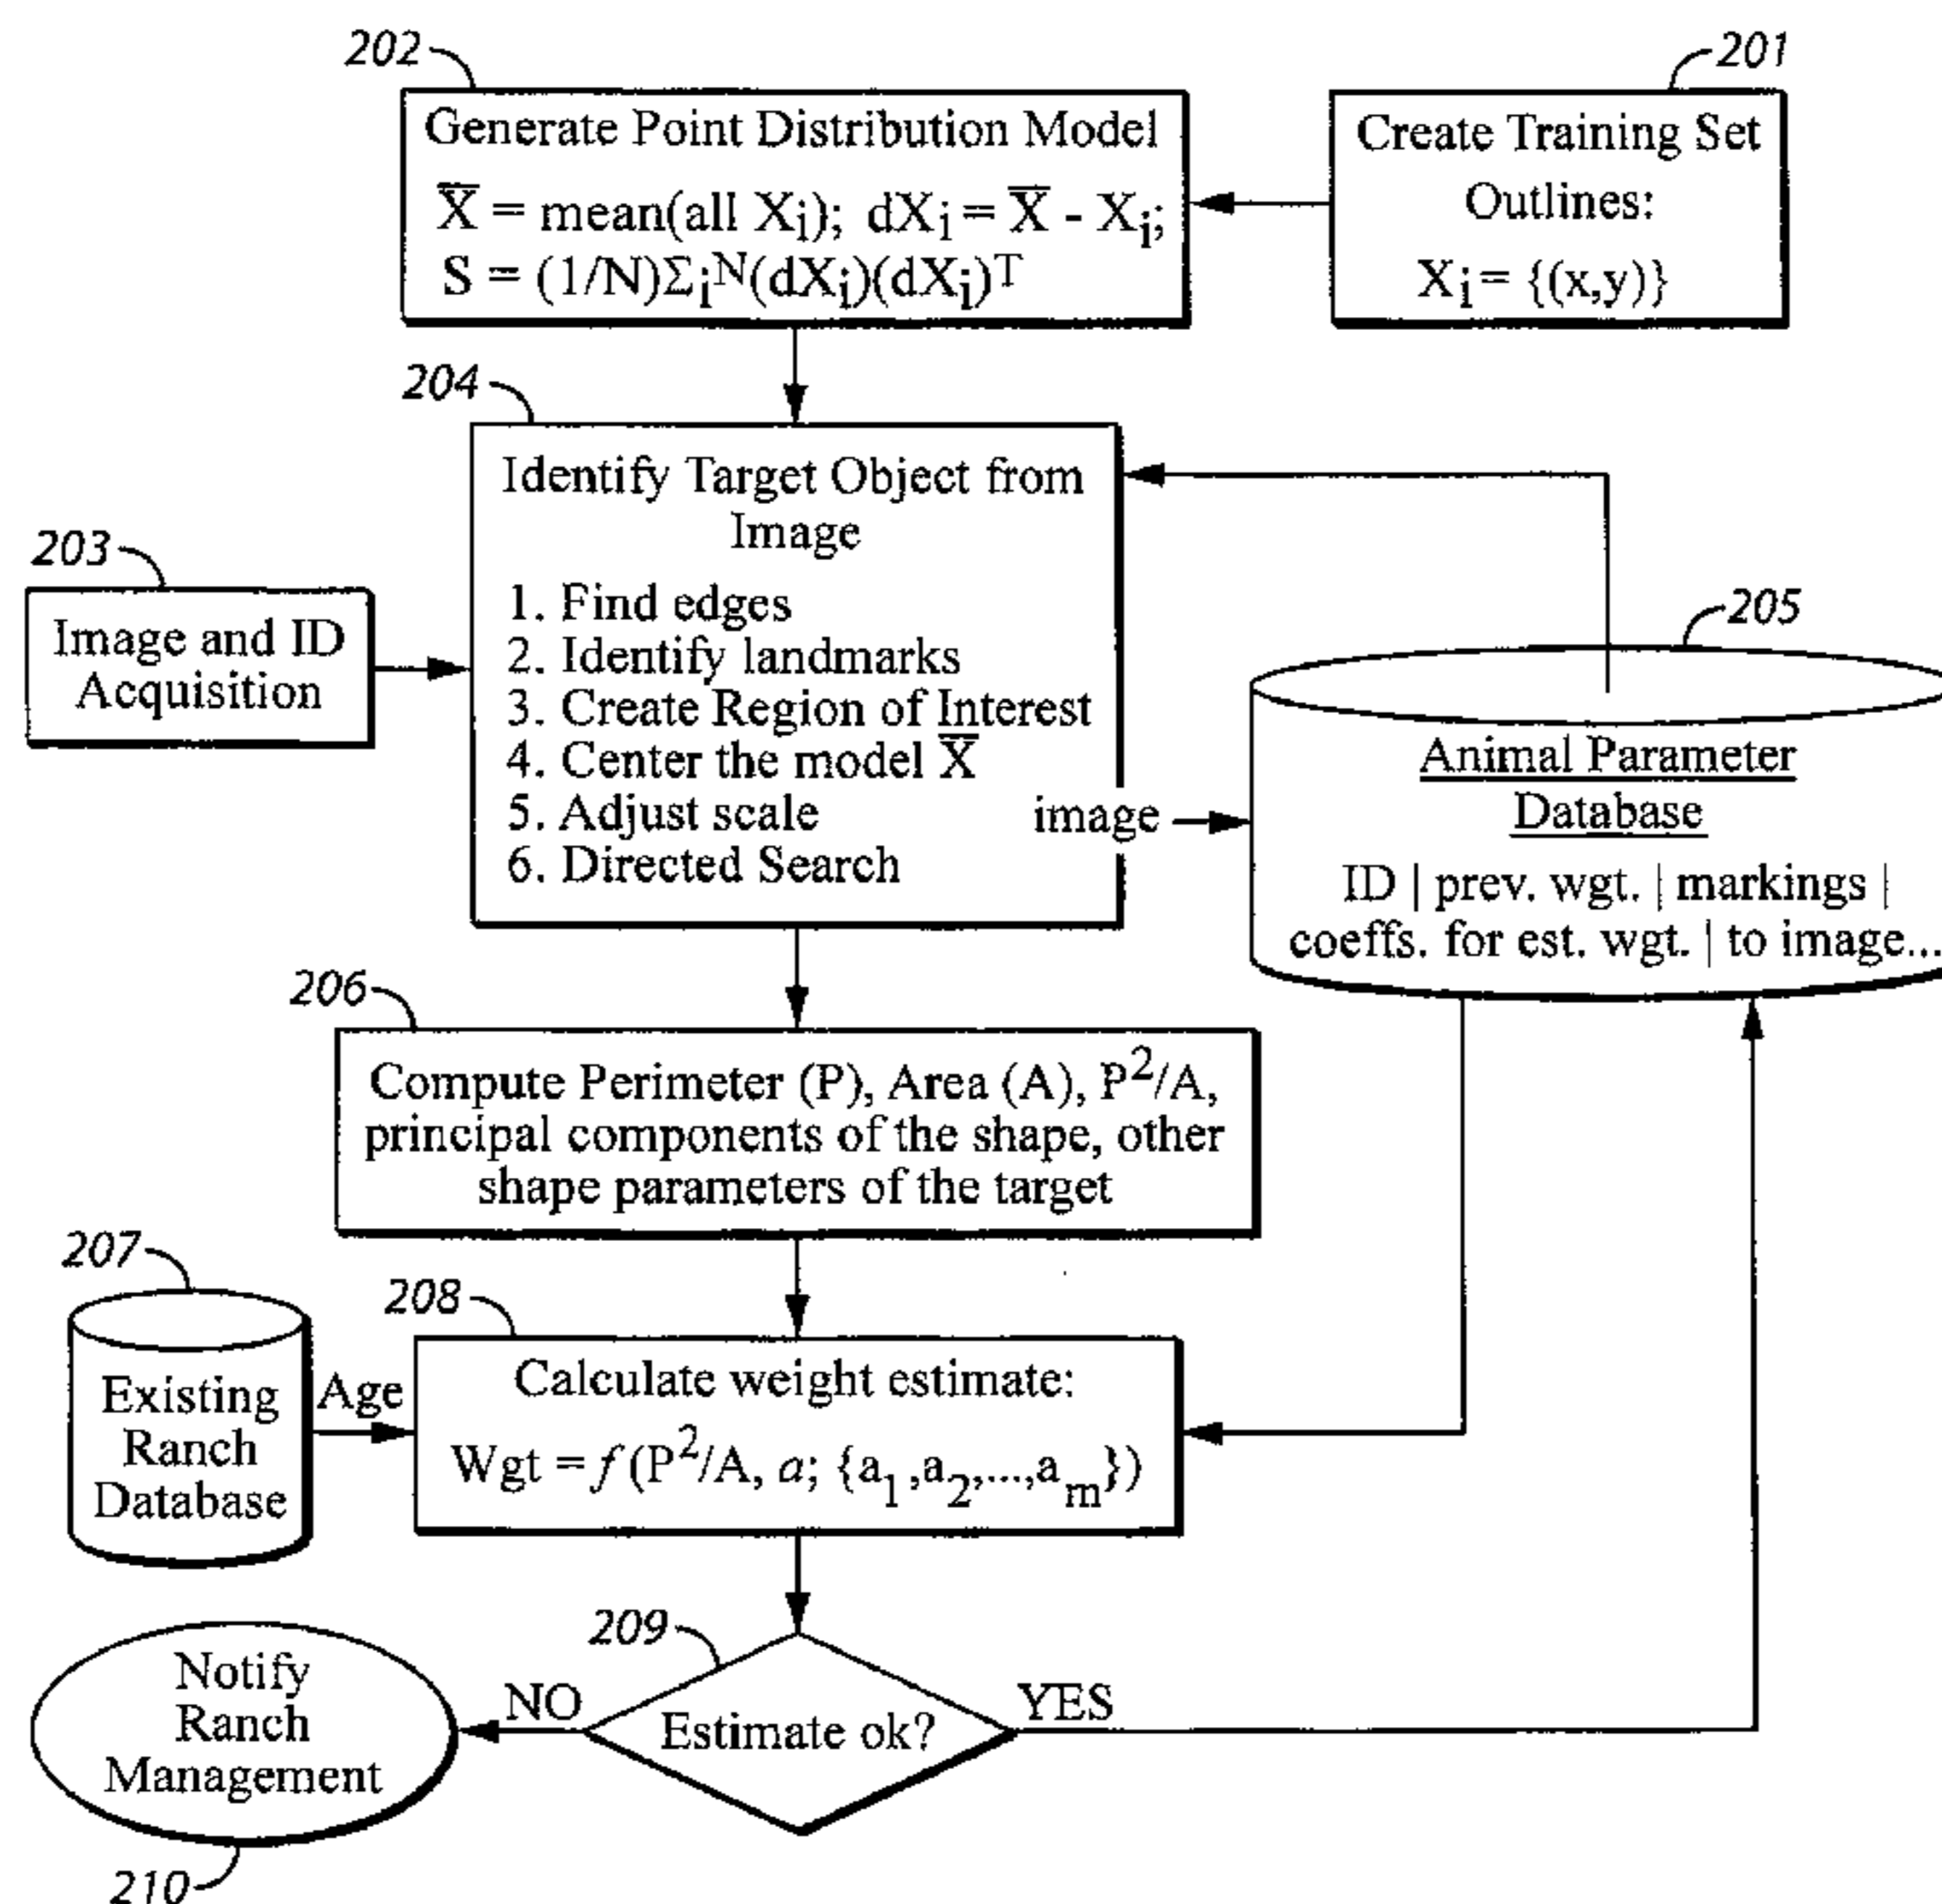 202
201
Generate Point Distribution Model
X̅ = mean(all Xi); dXi = X̅ - Xi;
S = (1/N)Σi^N(dXi)(dXi)^T
Create Training Set
Outlines:
Xi = {(x,y)}
204
Identify Target Object from
Image
1. Find edges
2. Identify landmarks
3. Create Region of Interest
4. Center the model X̅
5. Adjust scale
6. Directed Search
image
203
Image and ID
Acquisition
205
Animal Parameter
Database
ID | prev. wgt. | markings |
coeffs. for est. wgt. | to image...
206
Compute Perimeter (P), Area (A), P²/A,
principal components of the shape, other
shape parameters of the target
207
Existing
Ranch
Database
Age
208
Calculate weight estimate:
Wgt = f(P²/A, a; {a₁,a₂,...,aₘ})
209
Estimate ok?
NO
YES
Notify
Ranch
Management
210